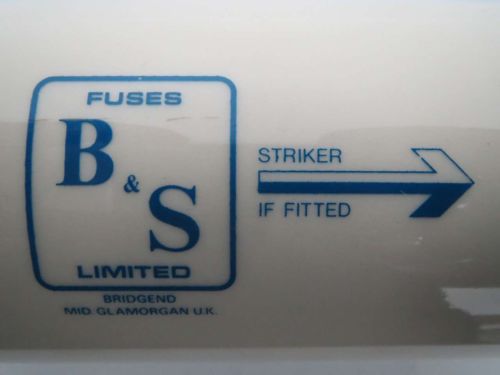 FUSES
B
&
S
LIMITED
BRIDGEND
MID. GLAMORGAN U.K.
STRIKER
IF FITTED